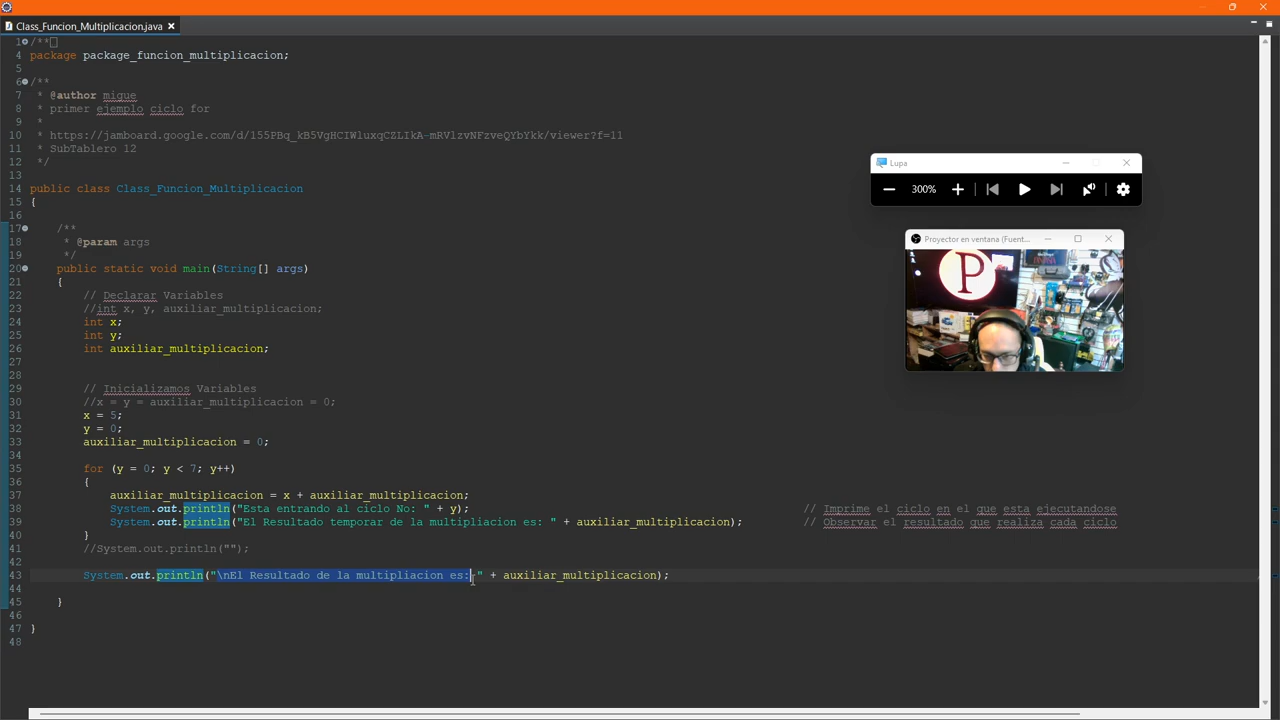 Class_Funcion_Multiplicacion.java
1 /**
4 package package_funcion_multiplicacion;
5
6 /**
7 * @author migue
8 * primer ejemplo ciclo for
9 *
10 * https://jamboard.google.com/d/155PBq_kB5VgHCIWluxqCZLIkA-mRVlzvNFzveQYbYkk/viewer?f=11
11 * SubTablero 12
12 */
13
14 public class Class_Funcion_Multiplicacion
15 {
16
17 /**
18 * @param args
19 */
20 public static void main(String[] args)
21 {
22 // Declarar Variables
23 //int x, y, auxiliar_multiplicacion;
24 int x;
25 int y;
26 int auxiliar_multiplicacion;
27
28
29 // Inicializamos Variables
30 //x = y = auxiliar_multiplicacion = 0;
31 x = 5;
32 y = 0;
33 auxiliar_multiplicacion = 0;
34
35 for (y = 0; y < 7; y++)
36 {
37 auxiliar_multiplicacion = x + auxiliar_multiplicacion;
38 System.out.println("Esta entrando al ciclo No: " + y); // Imprime el ciclo en el que esta ejecutandose
39 System.out.println("El Resultado temporar de la multipliacion es: " + auxiliar_multiplicacion); // Observar el resultado que realiza cada ciclo
40 }
41 //System.out.println("");
42
43 System.out.println("\nEl Resultado de la multipliacion es: " + auxiliar_multiplicacion);
44
45 }
46
47 }
48
Lupa
300%
Proyector en ventana (Fuent...
P